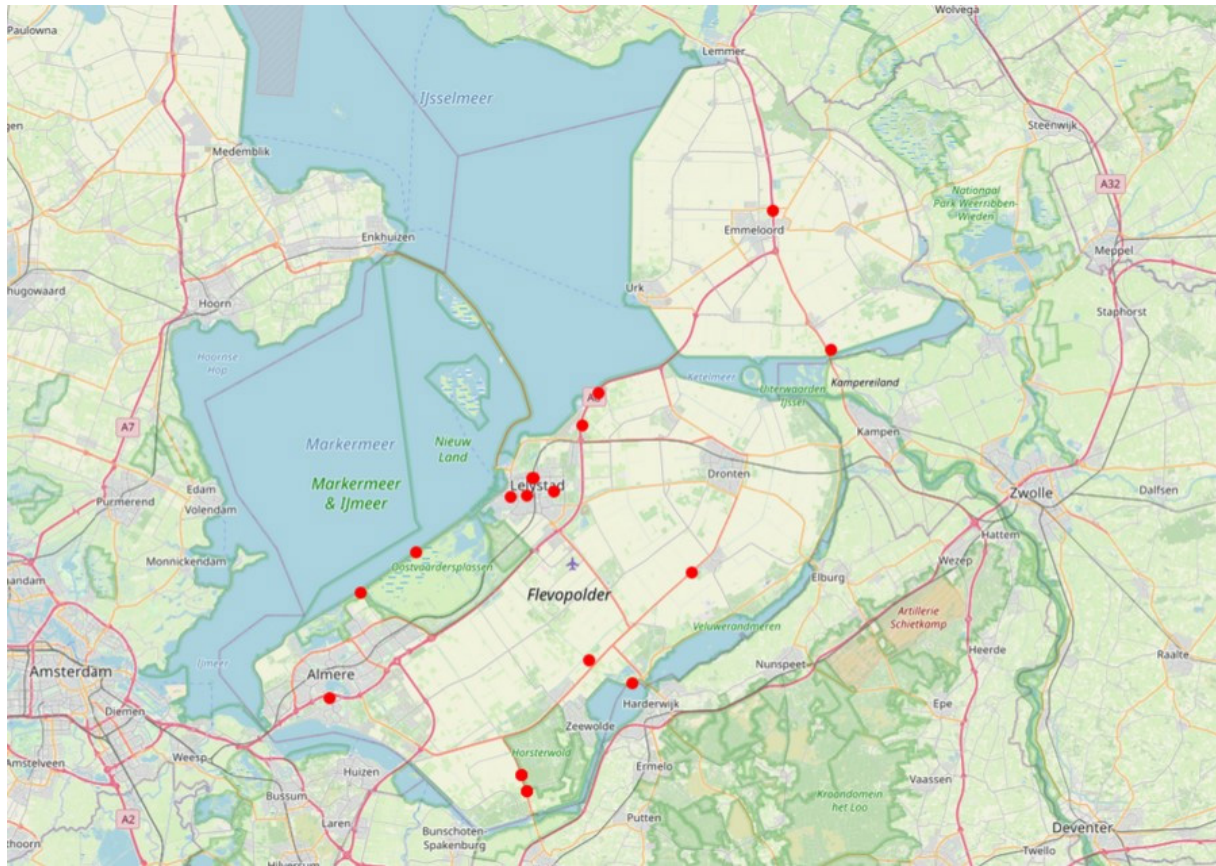 Paulowna
Wolvega
Lemmer
IJsselmeer
Steenwijk
Medemblik
A32
Nationaal
Park Weerribben-
Wieden
Emmeloord
Enkhuizen
Meppel
hugowaard
Urk
Hoorn
Staphorst
Hoornse
Hop
Ketelmeer
Uiterwaarden
IJssel
Kampereiland
A7
Markermeer
Nieuw
Land
Kampen
Dronten
Lelystad
Markermeer
& IJmeer
Zwolle
Dalfsen
Edam
Volendam
Purmerend
Hattem
Monnickendam
Oostvaardersplassen
Wezep
Elburg
Flevopolder
Artillerie
Schietkamp
Veluwerandmeren
Heerde
Raalte
IJmeer
Nunspeet
Amsterdam
Almere
Epe
Diemen
Harderwijk
Zeewolde
Weesp
Horsterwold
Amstelveen
Huizen
Ermelo
Vaassen
Bussum
Kroondomein
het Loo
A2
Laren
Bunschoten-
Spakenburg
Putten
Deventer
Twello
Hilversum